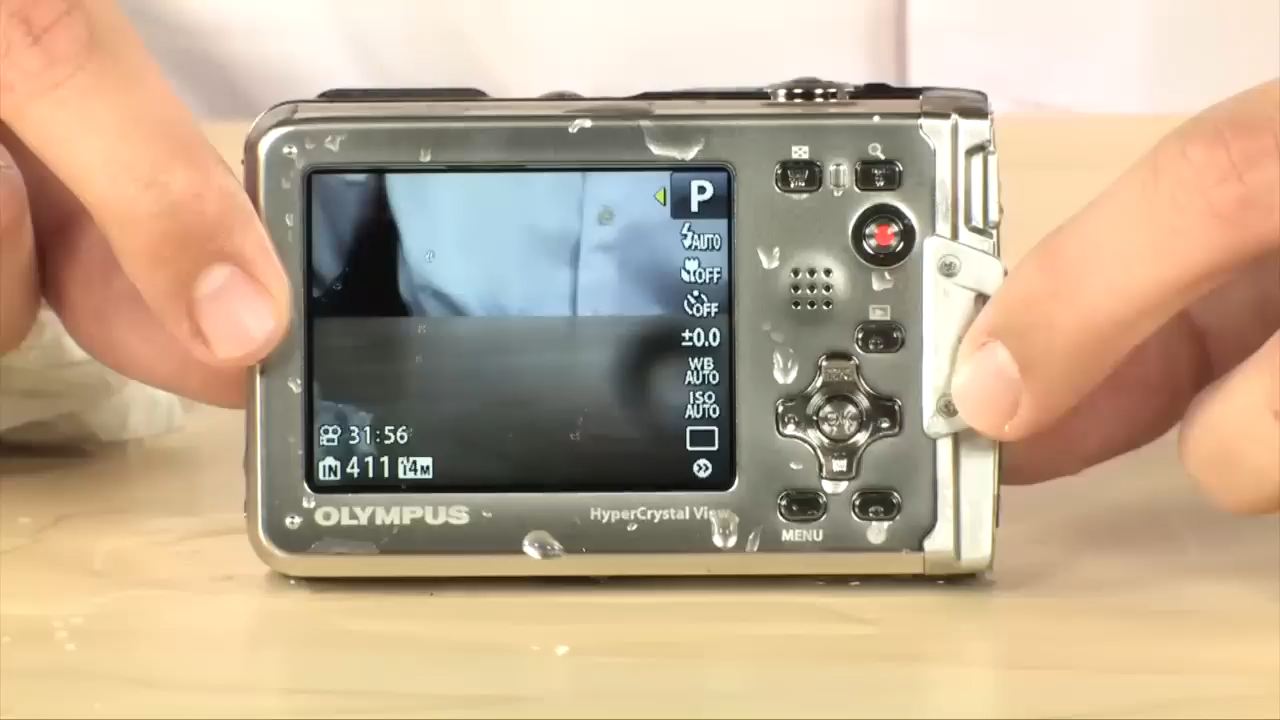 P
AUTO
OFF
OFF
±0.0
WB
AUTO
ISO
AUTO
31:56
IN 411 14M
OLYMPUS
HyperCrystal View
MENU